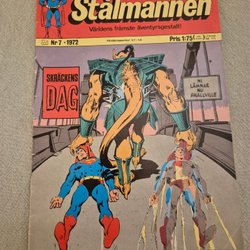 Stålmannen
Världens främste äventyrsgestalt!
Nr 7 - 1972
Pris 1:75
SKRÄCKENS
DAG
NI
LÄMNAR
NU
SMALLVILLE